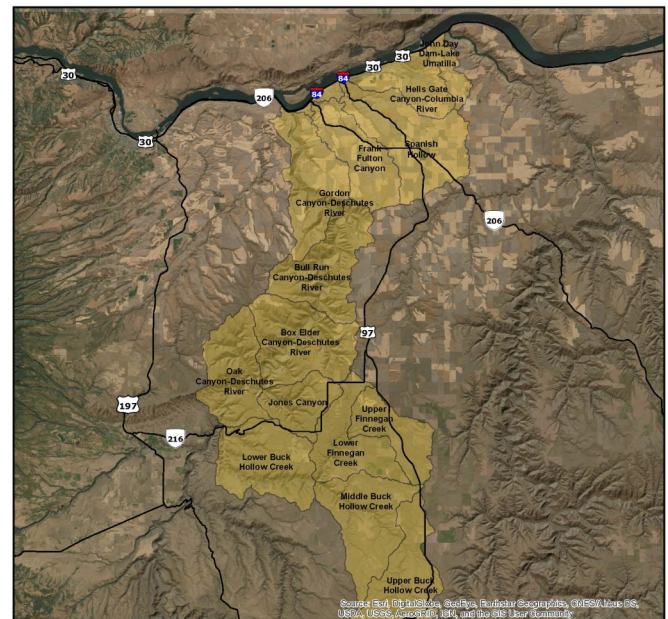 John Day
Dam-Lake
Umatilla
30
30
30
84
84
206
30
Hells Gate
Canyon-Columbia
River
Frank
Fulton
Canyon
Spanish
Hollow
Gordon
Canyon-Deschutes
River
206
Bull Run
Canyon-Deschutes
River
Box Elder
Canyon-Deschutes
River
97
Oak
Canyon-Deschutes
River
Jones Canyon
197
216
Upper
Finnegan
Creek
Lower
Finnegan
Creek
Lower Buck
Hollow Creek
Middle Buck
Hollow Creek
Upper Buck
Hollow Creek
Source: Esri, DigitalGlobe, GeoEye, Earthstar Geographics, CNES/Airbus DS,
USDA, USGS, AeroGRID, IGN, and the GIS User Community